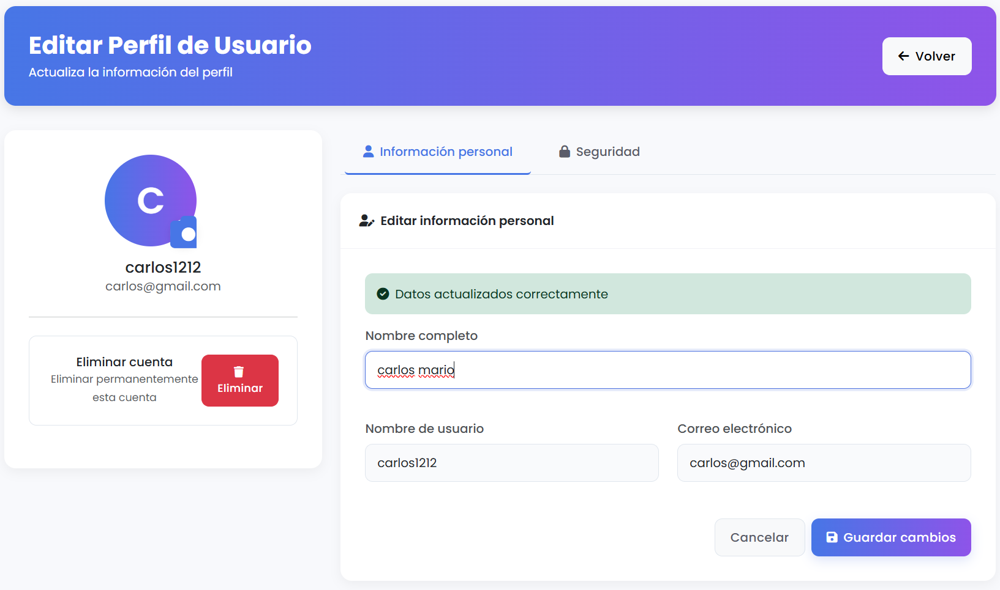 Editar Perfil de Usuario
Actualiza la información del perfil
Volver
C
carlos1212
carlos@gmail.com
Eliminar cuenta
Eliminar permanentemente
esta cuenta
Eliminar
Información personal
Seguridad
Editar información personal
Datos actualizados correctamente
Nombre completo
carlos mario
Nombre de usuario
carlos1212
Correo electrónico
carlos@gmail.com
Cancelar
Guardar cambios